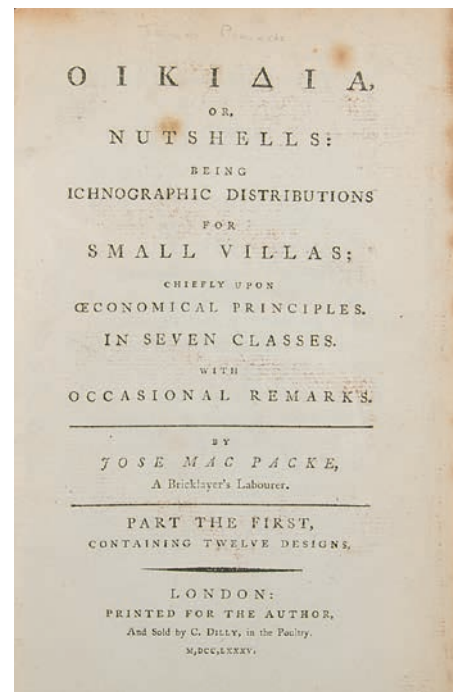 ΟΙΚΙΔΙΑ,
OR,
NUTSHELLS:
BEING
ICHNOGRAPHIC DISTRIBUTIONS
FOR
SMALL VILLAS;
CHIEFLY UPON
ŒCONOMICAL PRINCIPLES.
IN SEVEN CLASSES.
WITH
OCCASIONAL REMARKS.
BY
JOSE MAC PACKE,
A Bricklayer's Labourer.
PART THE FIRST,
CONTAINING TWELVE DESIGNS.
LONDON:
PRINTED FOR THE AUTHOR,
And Sold by C. DILLY, in the Poultry.
M,DCC,LXXXV.